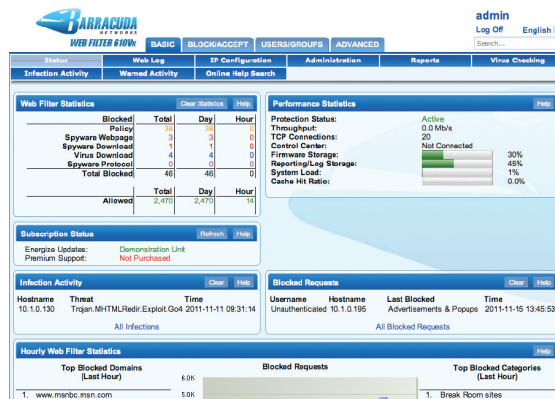 admin
BARRACUDA
NETWORKS
Log Off English
WEB FILTER 610Vx
BASIC BLOCK/ACCEPT USERS/GROUPS ADVANCED
Search...
Status Web Log IP Configuration Administration Reports Virus Checking
Infection Activity Warned Activity Online Help Search
Web Filter Statistics Clear Statistics Help
Blocked Total Day Hour
Policy 38 38 0
Spyware Webpage 3 3 0
Spyware Download 1 1 0
Virus Download 4 4 0
Spyware Protocol 0 0 0
Total Blocked 46 46 0
Total Day Hour
Allowed 2,470 2,470 14
Performance Statistics Help
Protection Status: Active
Throughput: 0.0 Mb/s
TCP Connections: 20
Control Center: Not Connected
Firmware Storage: 30%
Reporting/Log Storage: 45%
System Load: 1%
Cache Hit Ratio: 0.0%
Subscription Status Refresh Help
Energize Updates: Demonstration Unit
Premium Support: Not Purchased
Infection Activity Clear Help
Hostname Threat Time
10.1.0.130 Trojan.MHTMLRedir.Exploit.Go4 2011-11-11 09:31:14
All Infections
Blocked Requests Clear Help
Username Hostname Last Blocked Time
Unauthenticated 10.1.0.195 Advertisements & Popups 2011-11-15 13:45:53
All Blocked Requests
Hourly Web Filter Statistics Help
Top Blocked Domains
(Last Hour)
1. www.msnbc.msn.com
Blocked Requests
6.0K
5.0K
Top Blocked Categories
(Last Hour)
1. Break Room sites